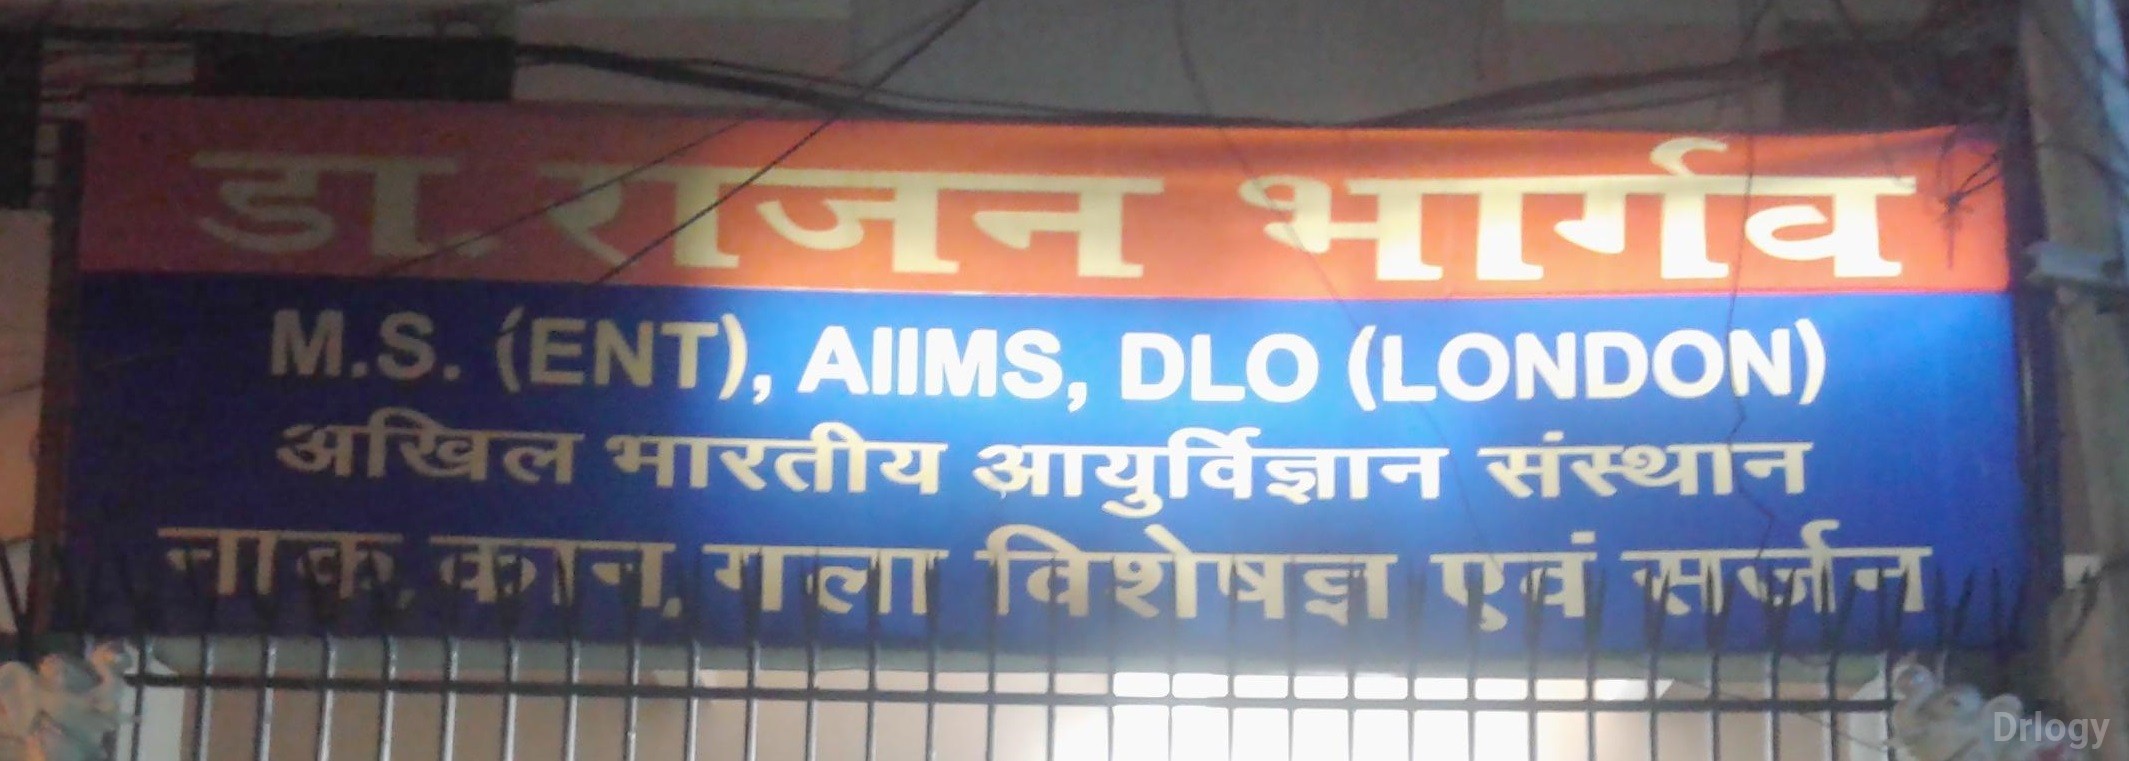 डा. राजन भार्गव
M.S. (ENT), AIIMS, DLO (LONDON)
अखिल भारतीय आयुर्विज्ञान संस्थान
नाक, कान, गला विशेषज्ञ एवं सर्जन
Drlogy